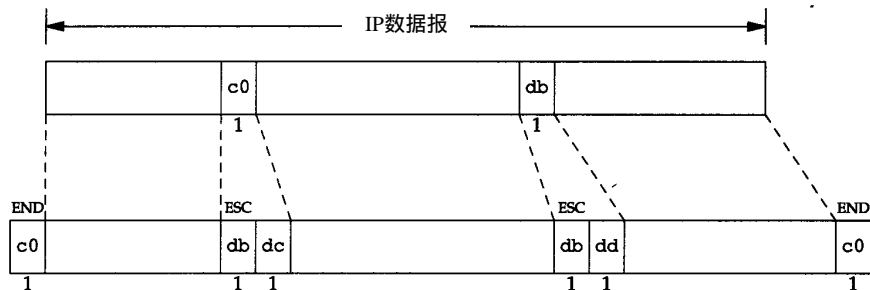 IP数据报
c0 db
1 1
END ESC ESC END
c0 db dc db dd c0
1 1 1 1 1 1